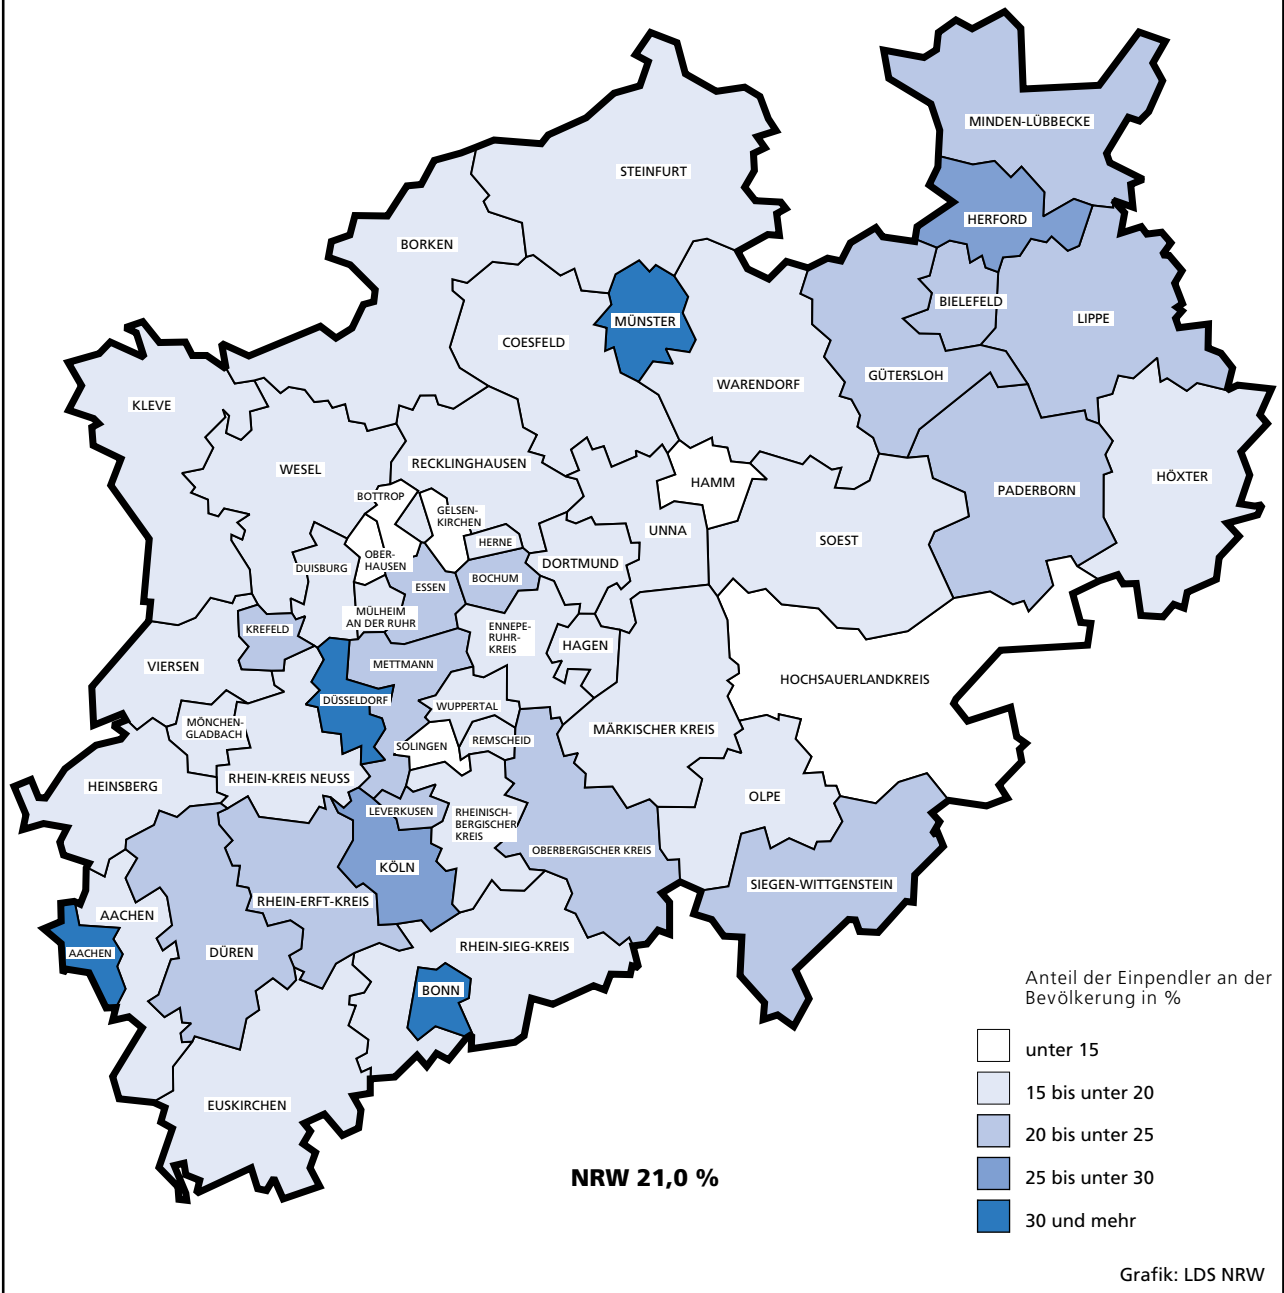 MINDEN-LÜBBECKE
STEINFURT
HERFORD
BORKEN
BIELEFELD
LIPPE
MÜNSTER
COESFELD
GÜTERSLOH
WARENDORF
KLEVE
RECKLINGHAUSEN
WESEL
HÖXTER
HAMM
PADERBORN
BOTTROP
GELSEN-
KIRCHEN
UNNA
SOEST
HERNE
OBER-
HAUSEN
DORTMUND
DUISBURG
BOCHUM
ESSEN
MÜLHEIM
AN DER RUHR
KREFELD
ENNEPE-
RUHR-
KREIS
HAGEN
VIERSEN
METTMANN
HOCHSAUERLANDKREIS
DÜSSELDORF
WUPPERTAL
MÖNCHEN-
GLADBACH
MÄRKISCHER KREIS
SOLINGEN
REMSCHEID
RHEIN-KREIS NEUSS
HEINSBERG
OLPE
LEVERKUSEN
RHEINISCH-
BERGISCHER
KREIS
OBERBERGISCHER KREIS
KÖLN
SIEGEN-WITTGENSTEIN
RHEIN-ERFT-KREIS
AACHEN
RHEIN-SIEG-KREIS
AACHEN
DÜREN
BONN
EUSKIRCHEN
Anteil der Einpendler an der
Bevölkerung in %
unter 15
15 bis unter 20
20 bis unter 25
25 bis unter 30
30 und mehr
NRW 21,0 %
Grafik: LDS NRW